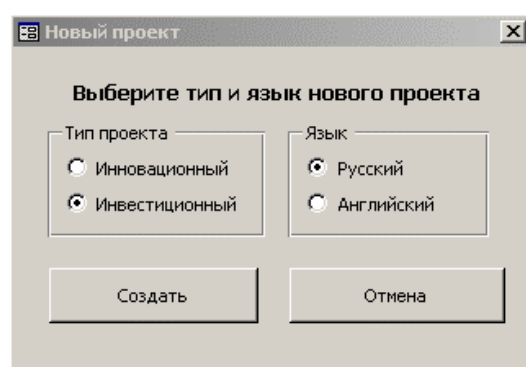 Новый проект
Выберите тип и язык нового проекта
Тип проекта
Инновационный
Инвестиционный
Язык
Русский
Английский
Создать
Отмена